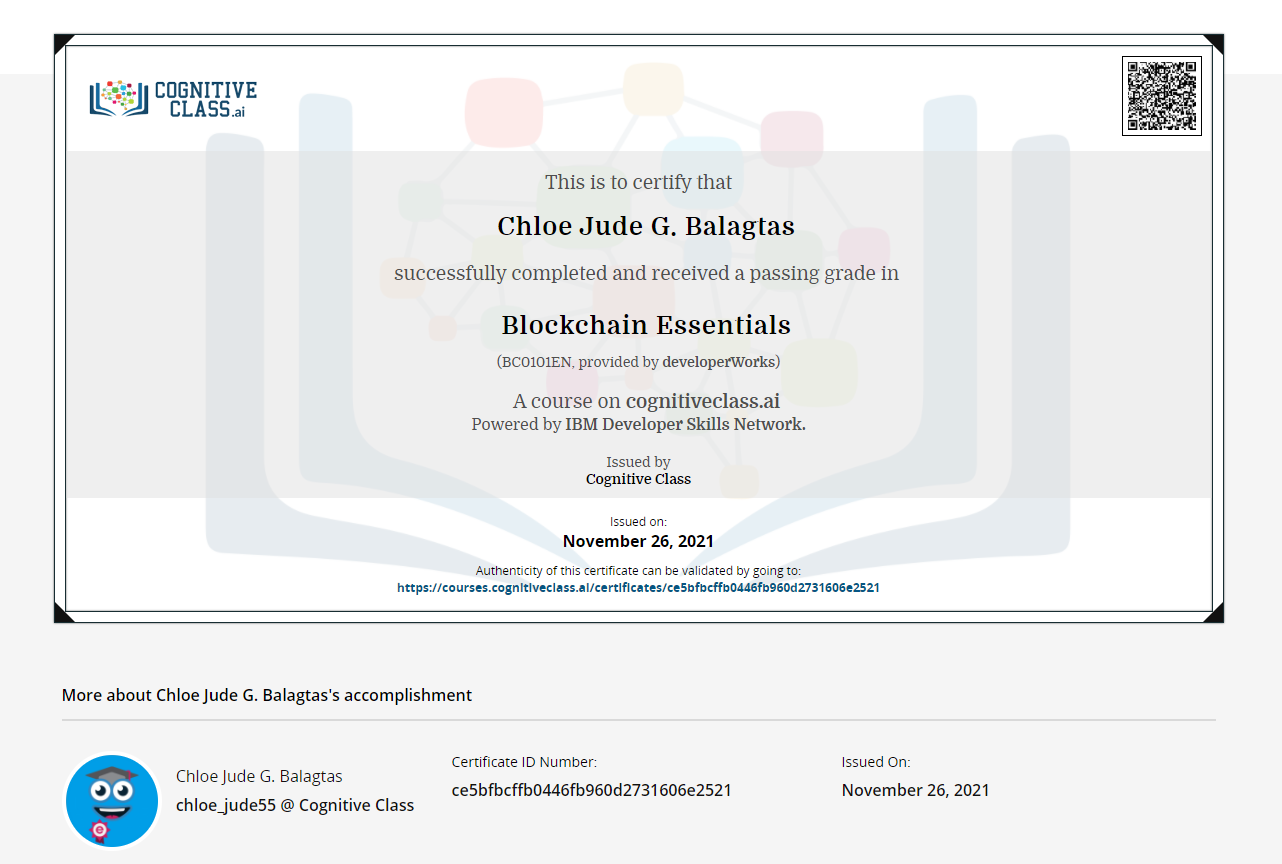 COGNITIVE
CLASS.ai
This is to certify that
Chloe Jude G. Balagtas
successfully completed and received a passing grade in
Blockchain Essentials
(BC0101EN, provided by developerWorks)
A course on cognitiveclass.ai
Powered by IBM Developer Skills Network.
Issued by
Cognitive Class
Issued on:
November 26, 2021
Authenticity of this certificate can be validated by going to:
https://courses.cognitiveclass.ai/certificates/ce5bfbcffb0446fb960d2731606e2521
More about Chloe Jude G. Balagtas's accomplishment
Chloe Jude G. Balagtas
chloe_jude55 @ Cognitive Class
Certificate ID Number:
ce5bfbcffb0446fb960d2731606e2521
Issued On:
November 26, 2021